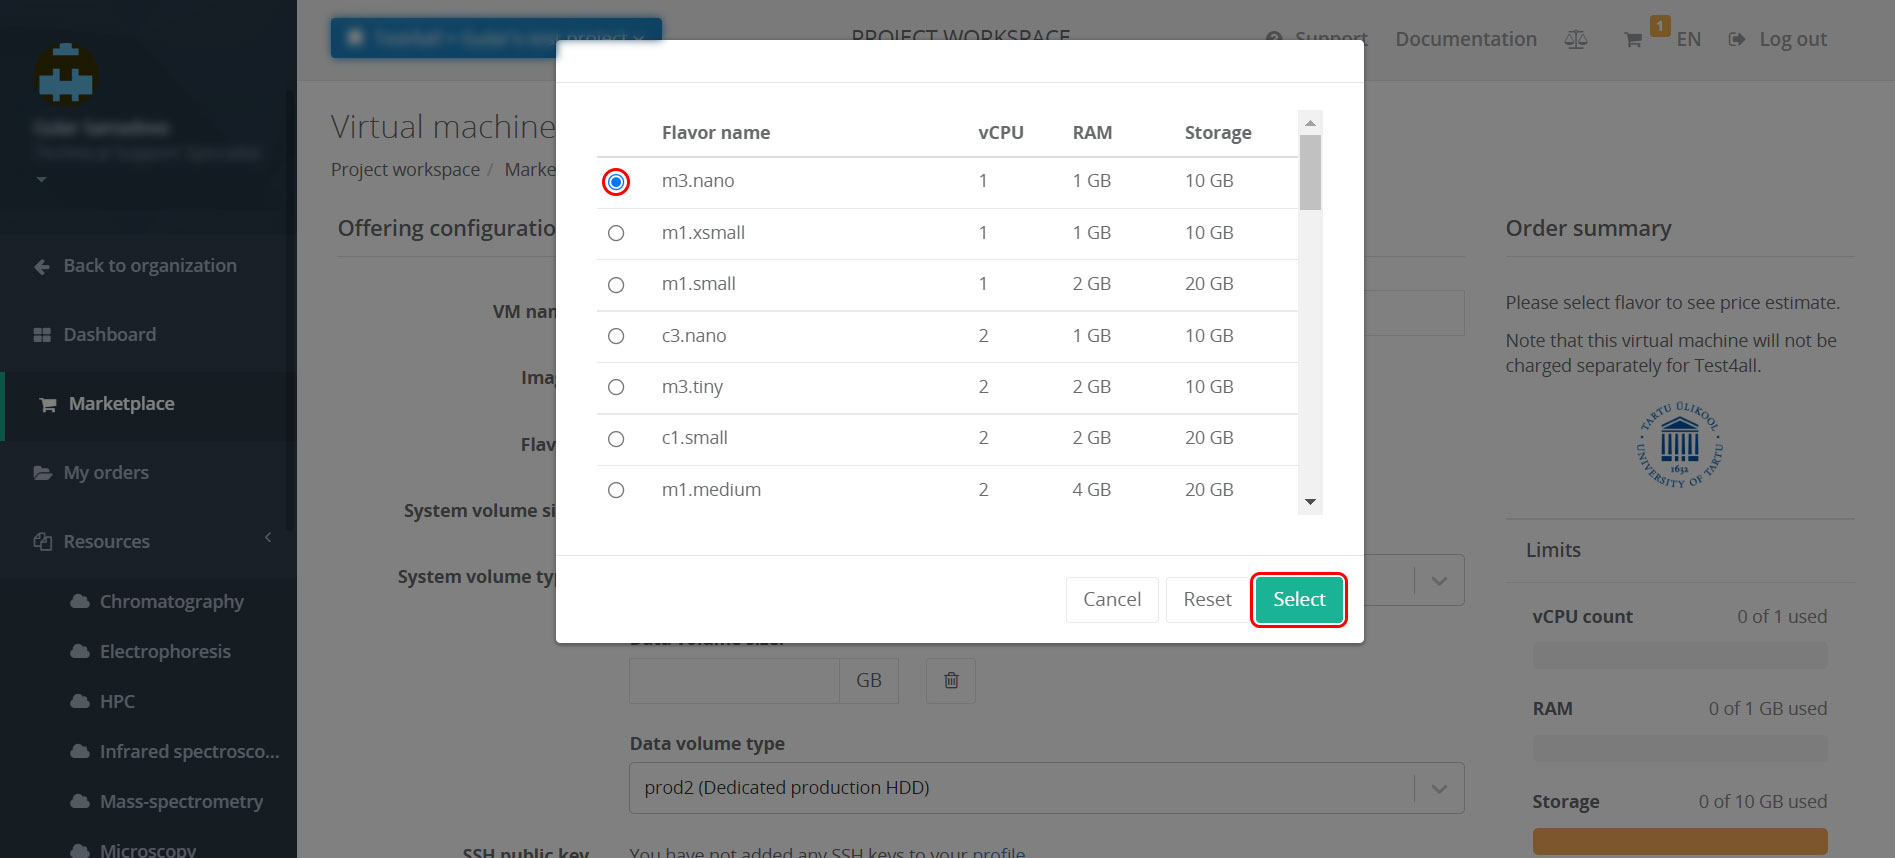 project
PROJECT WORKSPACE
Support
Documentation
1
EN
Log out
Virtual machine
Project workspace / Marke
Offering configuratio
VM nan
Imag
Flav
System volume si
System volume ty
Flavor name vCPU RAM Storage
m3.nano 1 1 GB 10 GB
m1.xsmall 1 1 GB 10 GB
m1.small 1 2 GB 20 GB
c3.nano 2 1 GB 10 GB
m3.tiny 2 2 GB 10 GB
c1.small 2 2 GB 20 GB
m1.medium 2 4 GB 20 GB
Cancel
Reset
Select
Data volume size
GB
Data volume type
prod2 (Dedicated production HDD)
SSH public key
You have not added any SSH keys to your profile
Back to organization
Dashboard
Marketplace
My orders
Resources
Chromatography
Electrophoresis
HPC
Infrared spectrosco...
Mass-spectrometry
Microscopy
Order summary
Please select flavor to see price estimate.
Note that this virtual machine will not be
charged separately for Test4all.
TARTU ÜLIKOOL
1632
UNIVERSITY OF TARTU
Limits
vCPU count 0 of 1 used
RAM 0 of 1 GB used
Storage 0 of 10 GB used